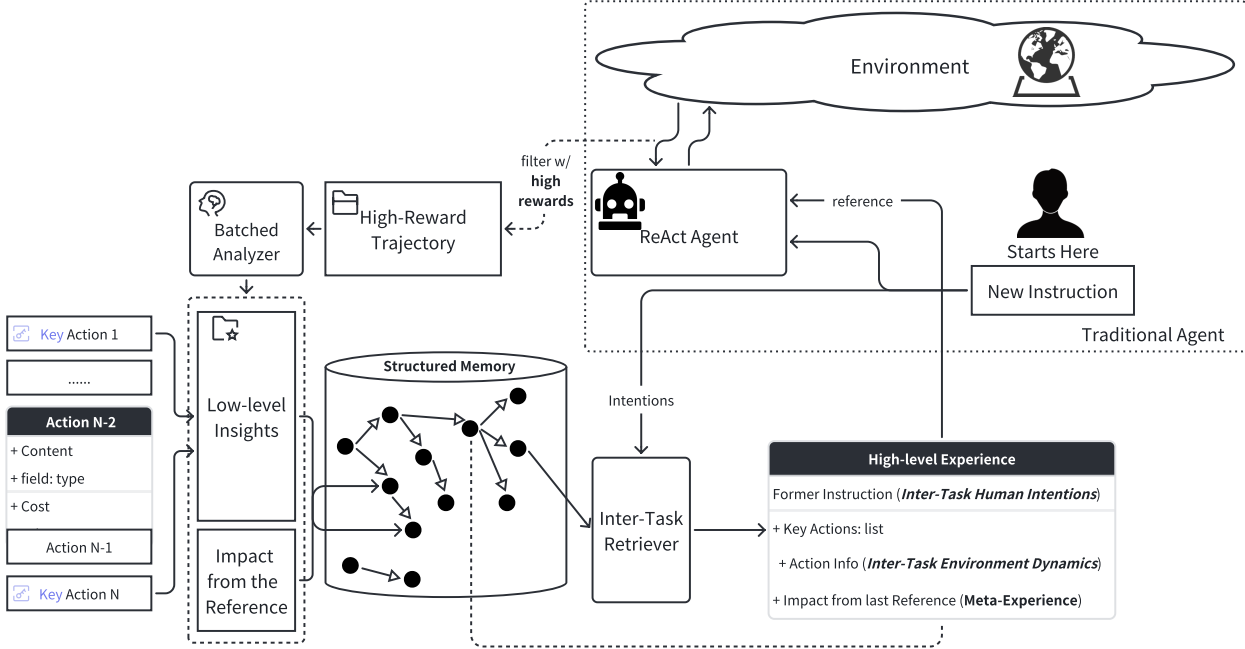 Environment
filter w/
high
rewards
High-Reward
Trajectory
Batched
Analyzer
ReAct Agent
reference
Starts Here
New Instruction
Traditional Agent
Key Action 1
......
Action N-2
+ Content
+ field: type
+ Cost
Action N-1
Key Action N
Low-level
Insights
Impact
from the
Reference
Structured Memory
Intentions
Inter-Task
Retriever
High-level Experience
Former Instruction (Inter-Task Human Intentions)
+ Key Actions: list
+ Action Info (Inter-Task Environment Dynamics)
+ Impact from last Reference (Meta-Experience)